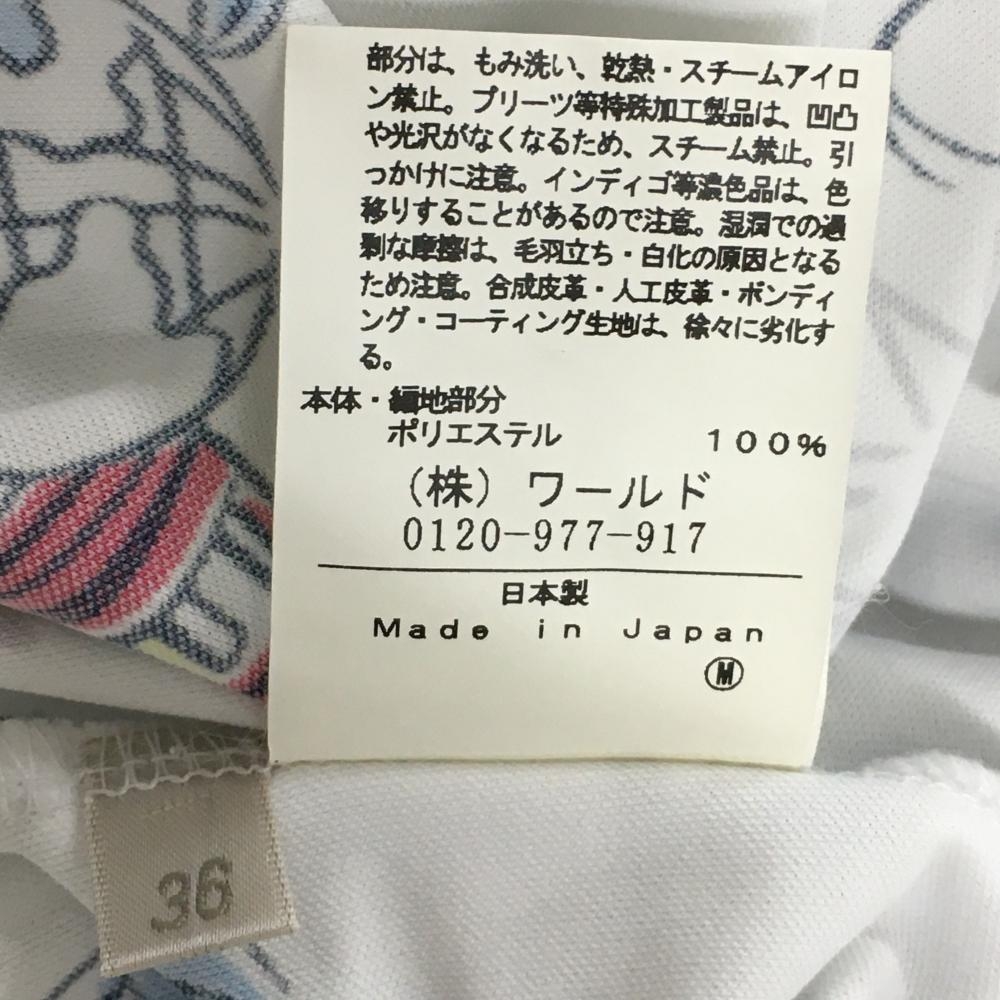 部分は、もみ洗い、乾熱・スチームアイロ
ン禁止。プリーツ等特殊加工製品は、凹凸
や光沢がなくなるため、スチーム禁止。引
っかけに注意。インディゴ等濃色品は、色
移りすることがあるので注意。湿潤での過
剰な摩擦は、毛羽立ち・白化の原因となる
ため注意。合成皮革・人工皮革・ボンディ
ング・コーティング生地は、徐々に劣化す
る。
本体・編地部分
ポリエステル 100%
(株) ワールド
0120-977-917
日本製
Made in Japan
M
36